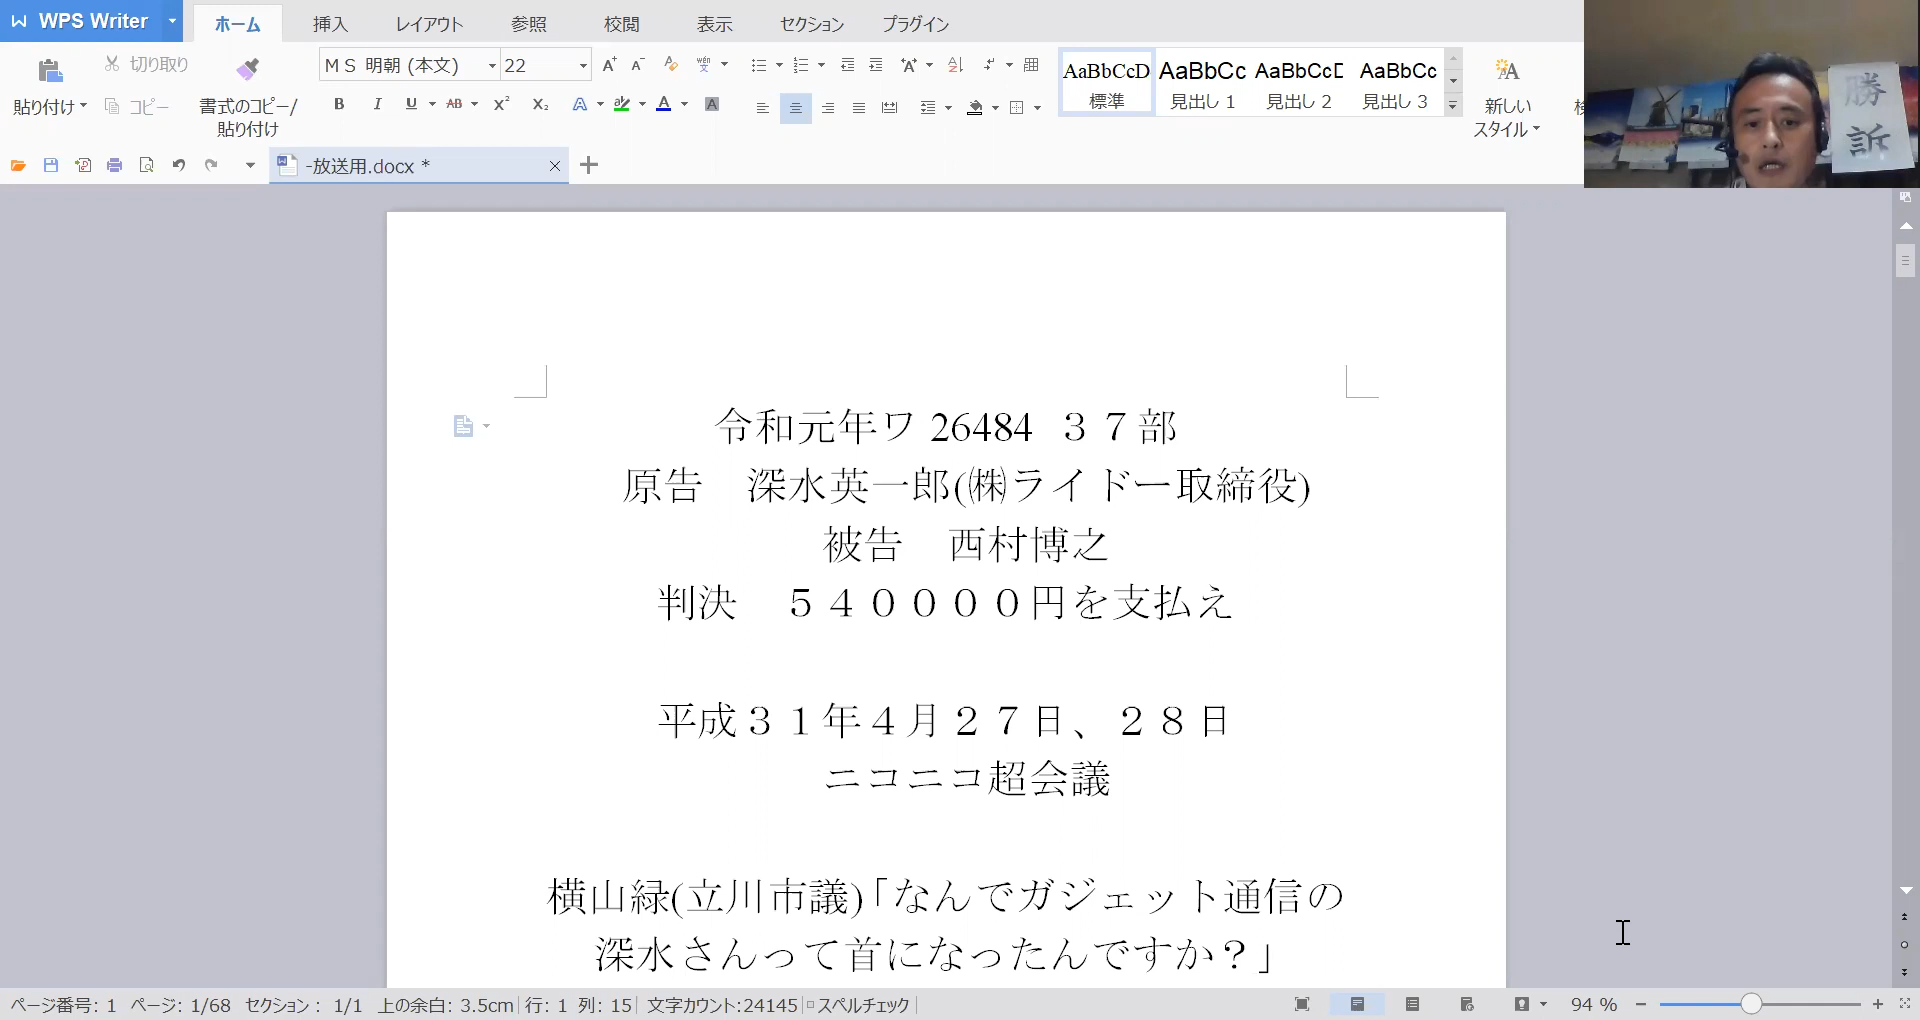 WPS Writer
ホーム 挿入 レイアウト 参照 校閲 表示 セクション プラグイン
貼り付け 切り取り コピー 書式のコピー/貼り付け
ＭＳ 明朝 (本文) 22
AaBbCcD AaBbCc AaBbCc AaBbCc
標準 見出し 1 見出し 2 見出し 3
新しいスタイル
勝訴
-放送用.docx *
令和元年ワ 26484 ３７部
原告　深水英一郎(㈱ライドー取締役)
被告　西村博之
判決　５４００００円を支払え
平成３１年４月２７日、２８日
ニコニコ超会議
横山緑(立川市議)「なんでガジェット通信の
深水さんって首になったんですか？」
ページ番号: 1 ページ: 1/68 セクション: 1/1 上の余白: 3.5cm 行: 1 列: 15 文字カウント:24145 スペルチェック 94 %